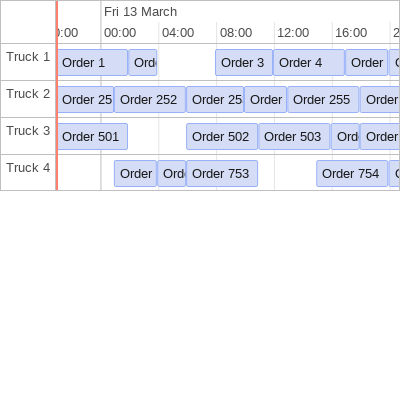 Fri 13 March
0:00 00:00 04:00 08:00 12:00 16:00 2
Truck 1 Order 1 Ord Order 3 Order 4 Order
Truck 2 Order 25 Order 252 Order 25 Order Order 255 Order
Truck 3 Order 501 Order 502 Order 503 Ord Order
Truck 4 Order Ord Order 753 Order 754